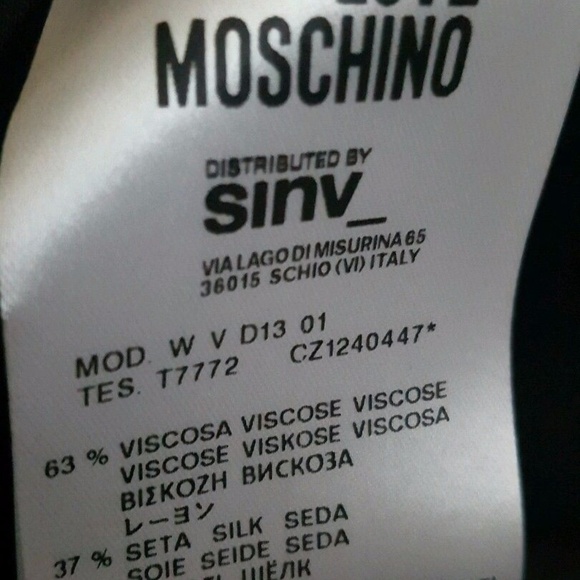 LOVE
MOSCHINO
DISTRIBUTED BY
sinv_
VIA LAGO DI MISURINA 65
36015 SCHIO (VI) ITALY
MOD. W V D13 01
TES. T7772 CZ1240447*
63 % VISCOSA VISCOSE VISCOSE
VISCOSE VISKOSE VISCOSA
ΒΙΣΚΟΖΗ ВИСКОЗА
レーヨン
37 % SETA SILK SEDA
SOIE SEIDE SEDA
ШЁЛК